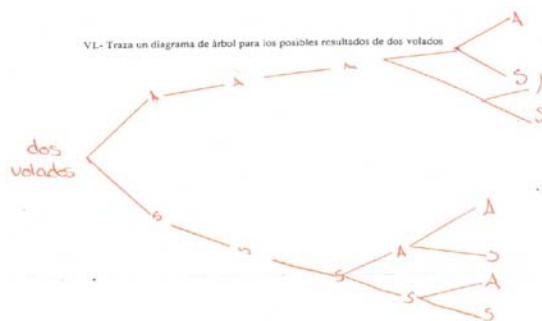 VI.- Traza un diagrama de árbol para los posibles resultados de dos volados
A
A A A
S
S
dos
volados
S
A
A
S
S
A
S
S